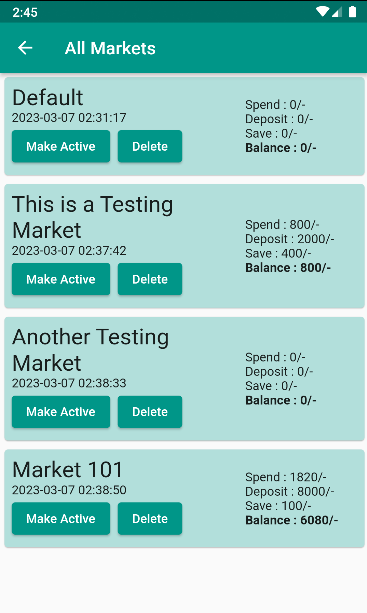 2:45
All Markets
Default
2023-03-07 02:31:17
Make Active
Delete
Spend : 0/-
Deposit : 0/-
Save : 0/-
Balance : 0/-
This is a Testing
Market
2023-03-07 02:37:42
Make Active
Delete
Spend : 800/-
Deposit : 2000/-
Save : 400/-
Balance : 800/-
Another Testing
Market
2023-03-07 02:38:33
Make Active
Delete
Spend : 0/-
Deposit : 0/-
Save : 0/-
Balance : 0/-
Market 101
2023-03-07 02:38:50
Make Active
Delete
Spend : 1820/-
Deposit : 8000/-
Save : 100/-
Balance : 6080/-